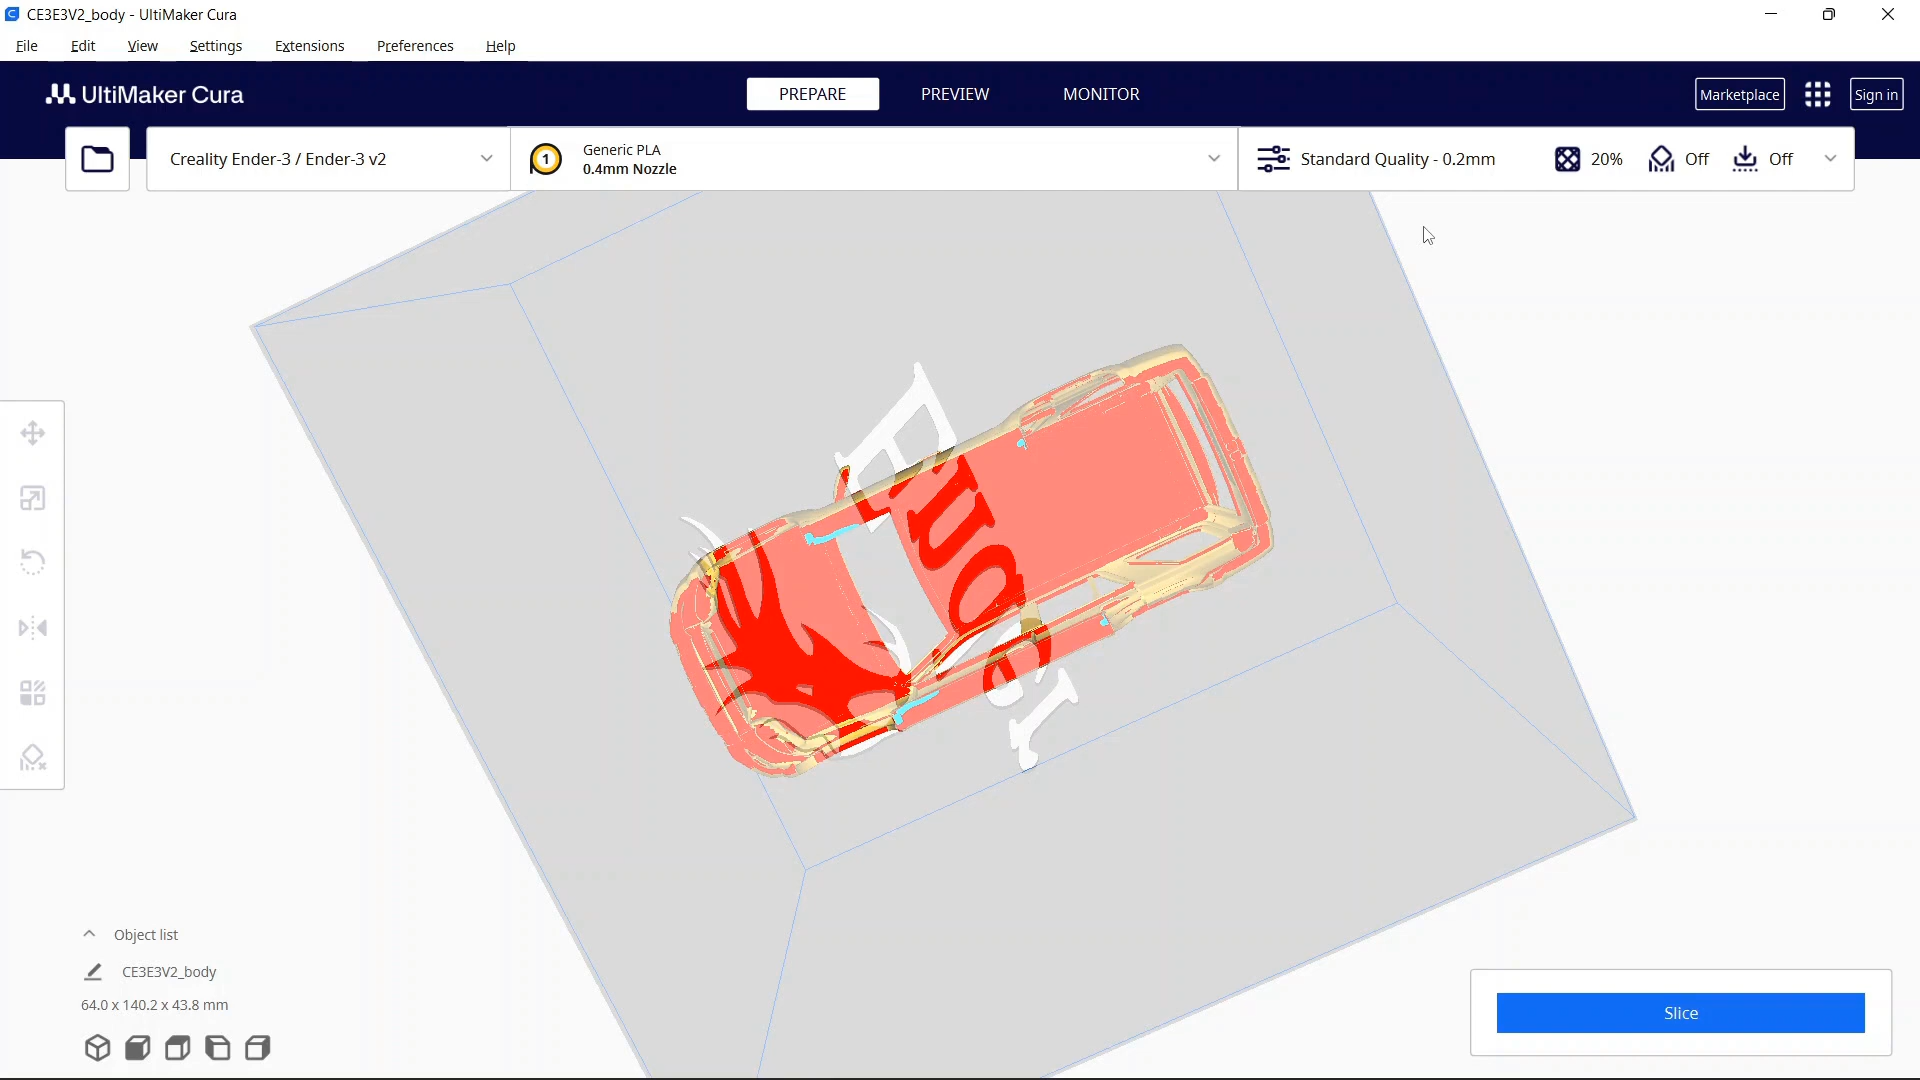 CE3E3V2_body - UltiMaker Cura
File Edit View Settings Extensions Preferences Help
UltiMaker Cura
PREPARE PREVIEW MONITOR
Marketplace
Sign in
Creality Ender-3 / Ender-3 v2
1
Generic PLA
0.4mm Nozzle
Standard Quality - 0.2mm
20%
Off
Off
Object list
CE3E3V2_body
64.0 x 140.2 x 43.8 mm
Slice